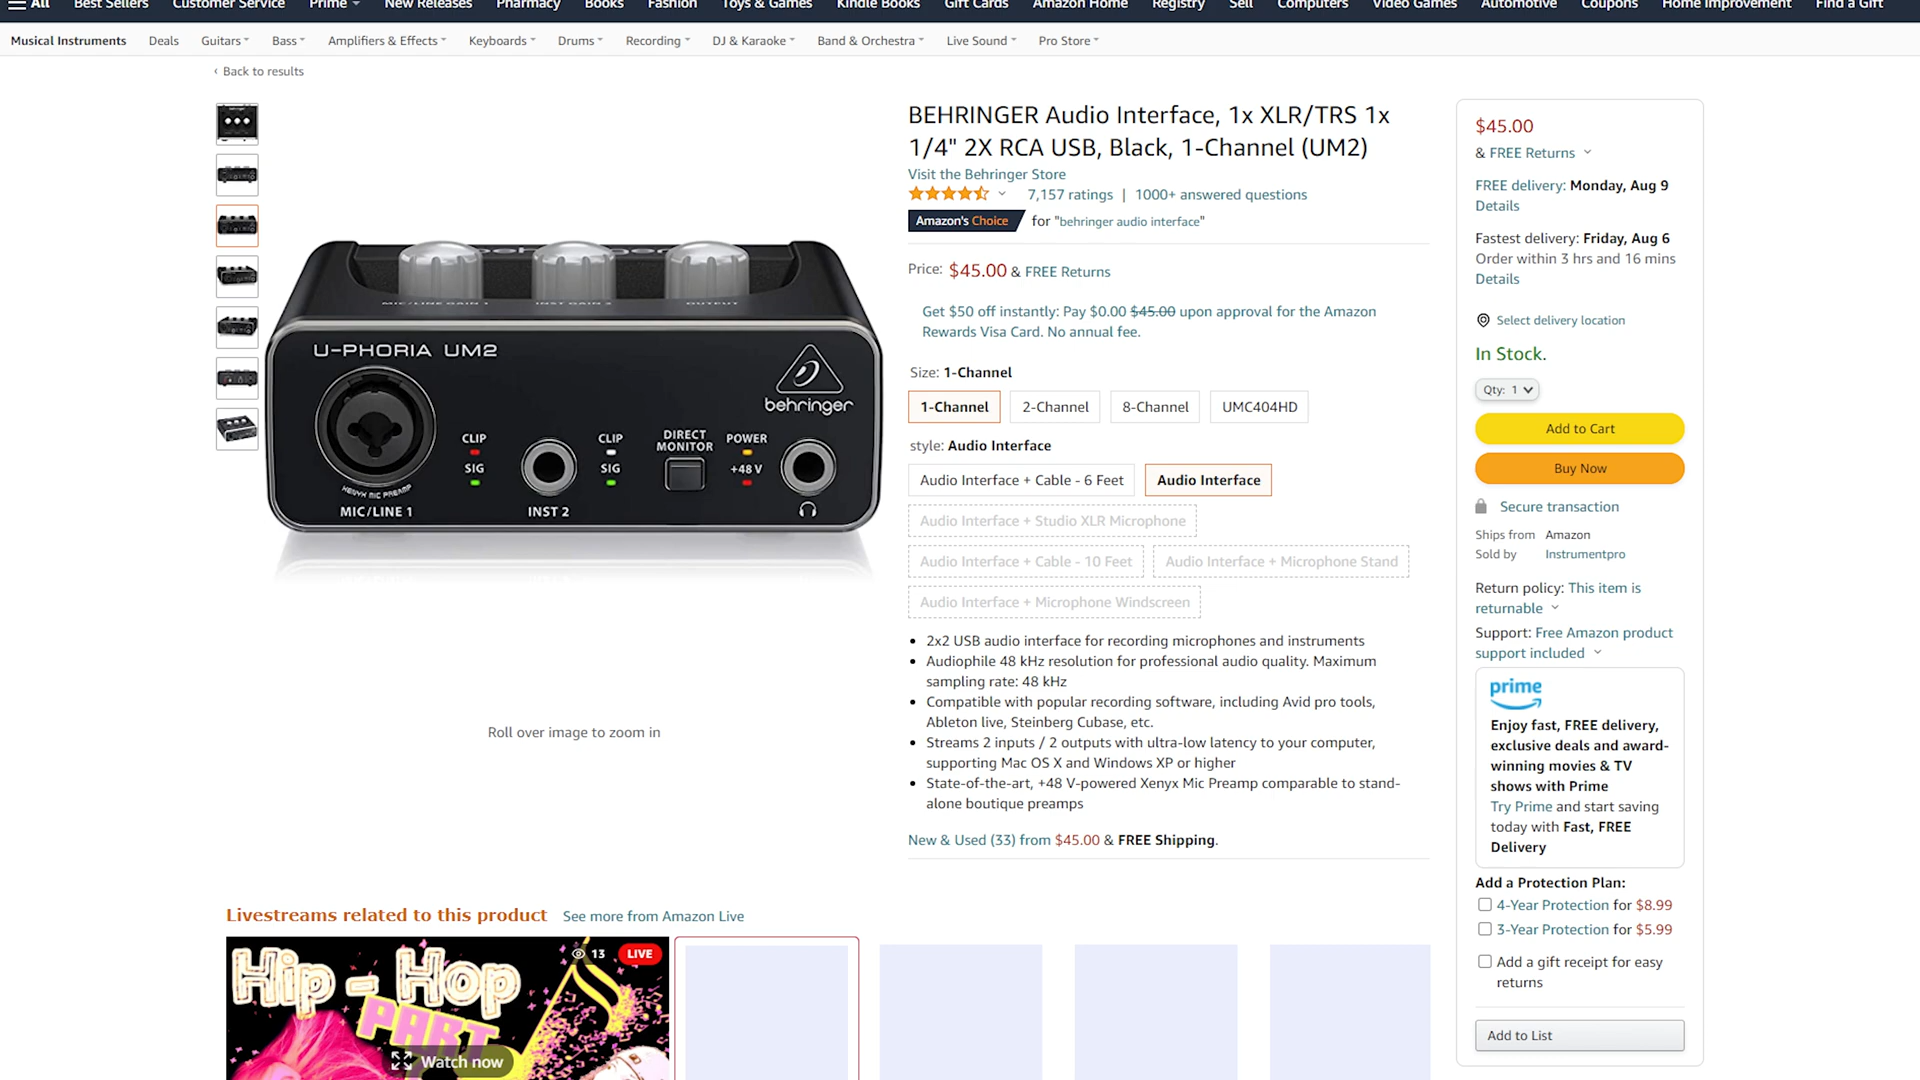 All Best Sellers Customer Service Prime New Releases Pharmacy Books Fashion Toys & Games Kindle Books Gift Cards Amazon Home Registry Sell Computers Video Games Automotive Coupons Home Improvement Find a Gift
Musical Instruments Deals Guitars Bass Amplifiers & Effects Keyboards Drums Recording DJ & Karaoke Band & Orchestra Live Sound Pro Store
‹ Back to results
U-PHORIA UM2
behringer
CLIP
SIG
CLIP
SIG
DIRECT
MONITOR
POWER
+48 V
XENYX MIC PREAMP
MIC/LINE 1
INST 2
MIC/LINE GAIN 1
INST GAIN 2
OUTPUT
Roll over image to zoom in
BEHRINGER Audio Interface, 1x XLR/TRS 1x
1/4" 2X RCA USB, Black, 1-Channel (UM2)
Visit the Behringer Store
7,157 ratings | 1000+ answered questions
Amazon's Choice for "behringer audio interface"
Price: $45.00 & FREE Returns
Get $50 off instantly: Pay $0.00 $45.00 upon approval for the Amazon
Rewards Visa Card. No annual fee.
Size: 1-Channel
1-Channel 2-Channel 8-Channel UMC404HD
style: Audio Interface
Audio Interface + Cable - 6 Feet Audio Interface
Audio Interface + Studio XLR Microphone
Audio Interface + Cable - 10 Feet Audio Interface + Microphone Stand
Audio Interface + Microphone Windscreen
• 2x2 USB audio interface for recording microphones and instruments
• Audiophile 48 kHz resolution for professional audio quality. Maximum
sampling rate: 48 kHz
• Compatible with popular recording software, including Avid pro tools,
Ableton live, Steinberg Cubase, etc.
• Streams 2 inputs / 2 outputs with ultra-low latency to your computer,
supporting Mac OS X and Windows XP or higher
• State-of-the-art, +48 V-powered Xenyx Mic Preamp comparable to stand-
alone boutique preamps
New & Used (33) from $45.00 & FREE Shipping.
$45.00
& FREE Returns
FREE delivery: Monday, Aug 9
Details
Fastest delivery: Friday, Aug 6
Order within 3 hrs and 16 mins
Details
Select delivery location
In Stock.
Qty: 1
Add to Cart
Buy Now
Secure transaction
Ships from Amazon
Sold by Instrumentpro
Return policy: This item is
returnable
Support: Free Amazon product
support included
prime
Enjoy fast, FREE delivery,
exclusive deals and award-
winning movies & TV
shows with Prime
Try Prime and start saving
today with Fast, FREE
Delivery
Add a Protection Plan:
4-Year Protection for $8.99
3-Year Protection for $5.99
Add a gift receipt for easy
returns
Add to List
Livestreams related to this product See more from Amazon Live
13 LIVE
Hip-Hop
PART
Watch now